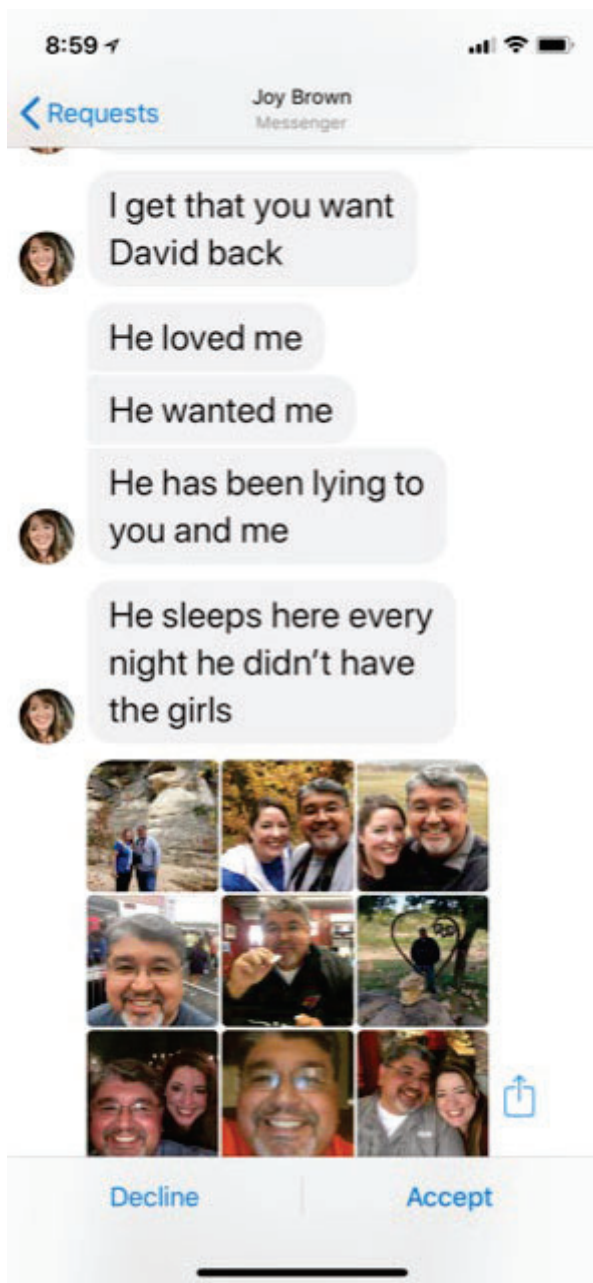 8:59
Requests
Joy Brown
Messenger
I get that you want
David back
He loved me
He wanted me
He has been lying to
you and me
He sleeps here every
night he didn't have
the girls
Decline
Accept